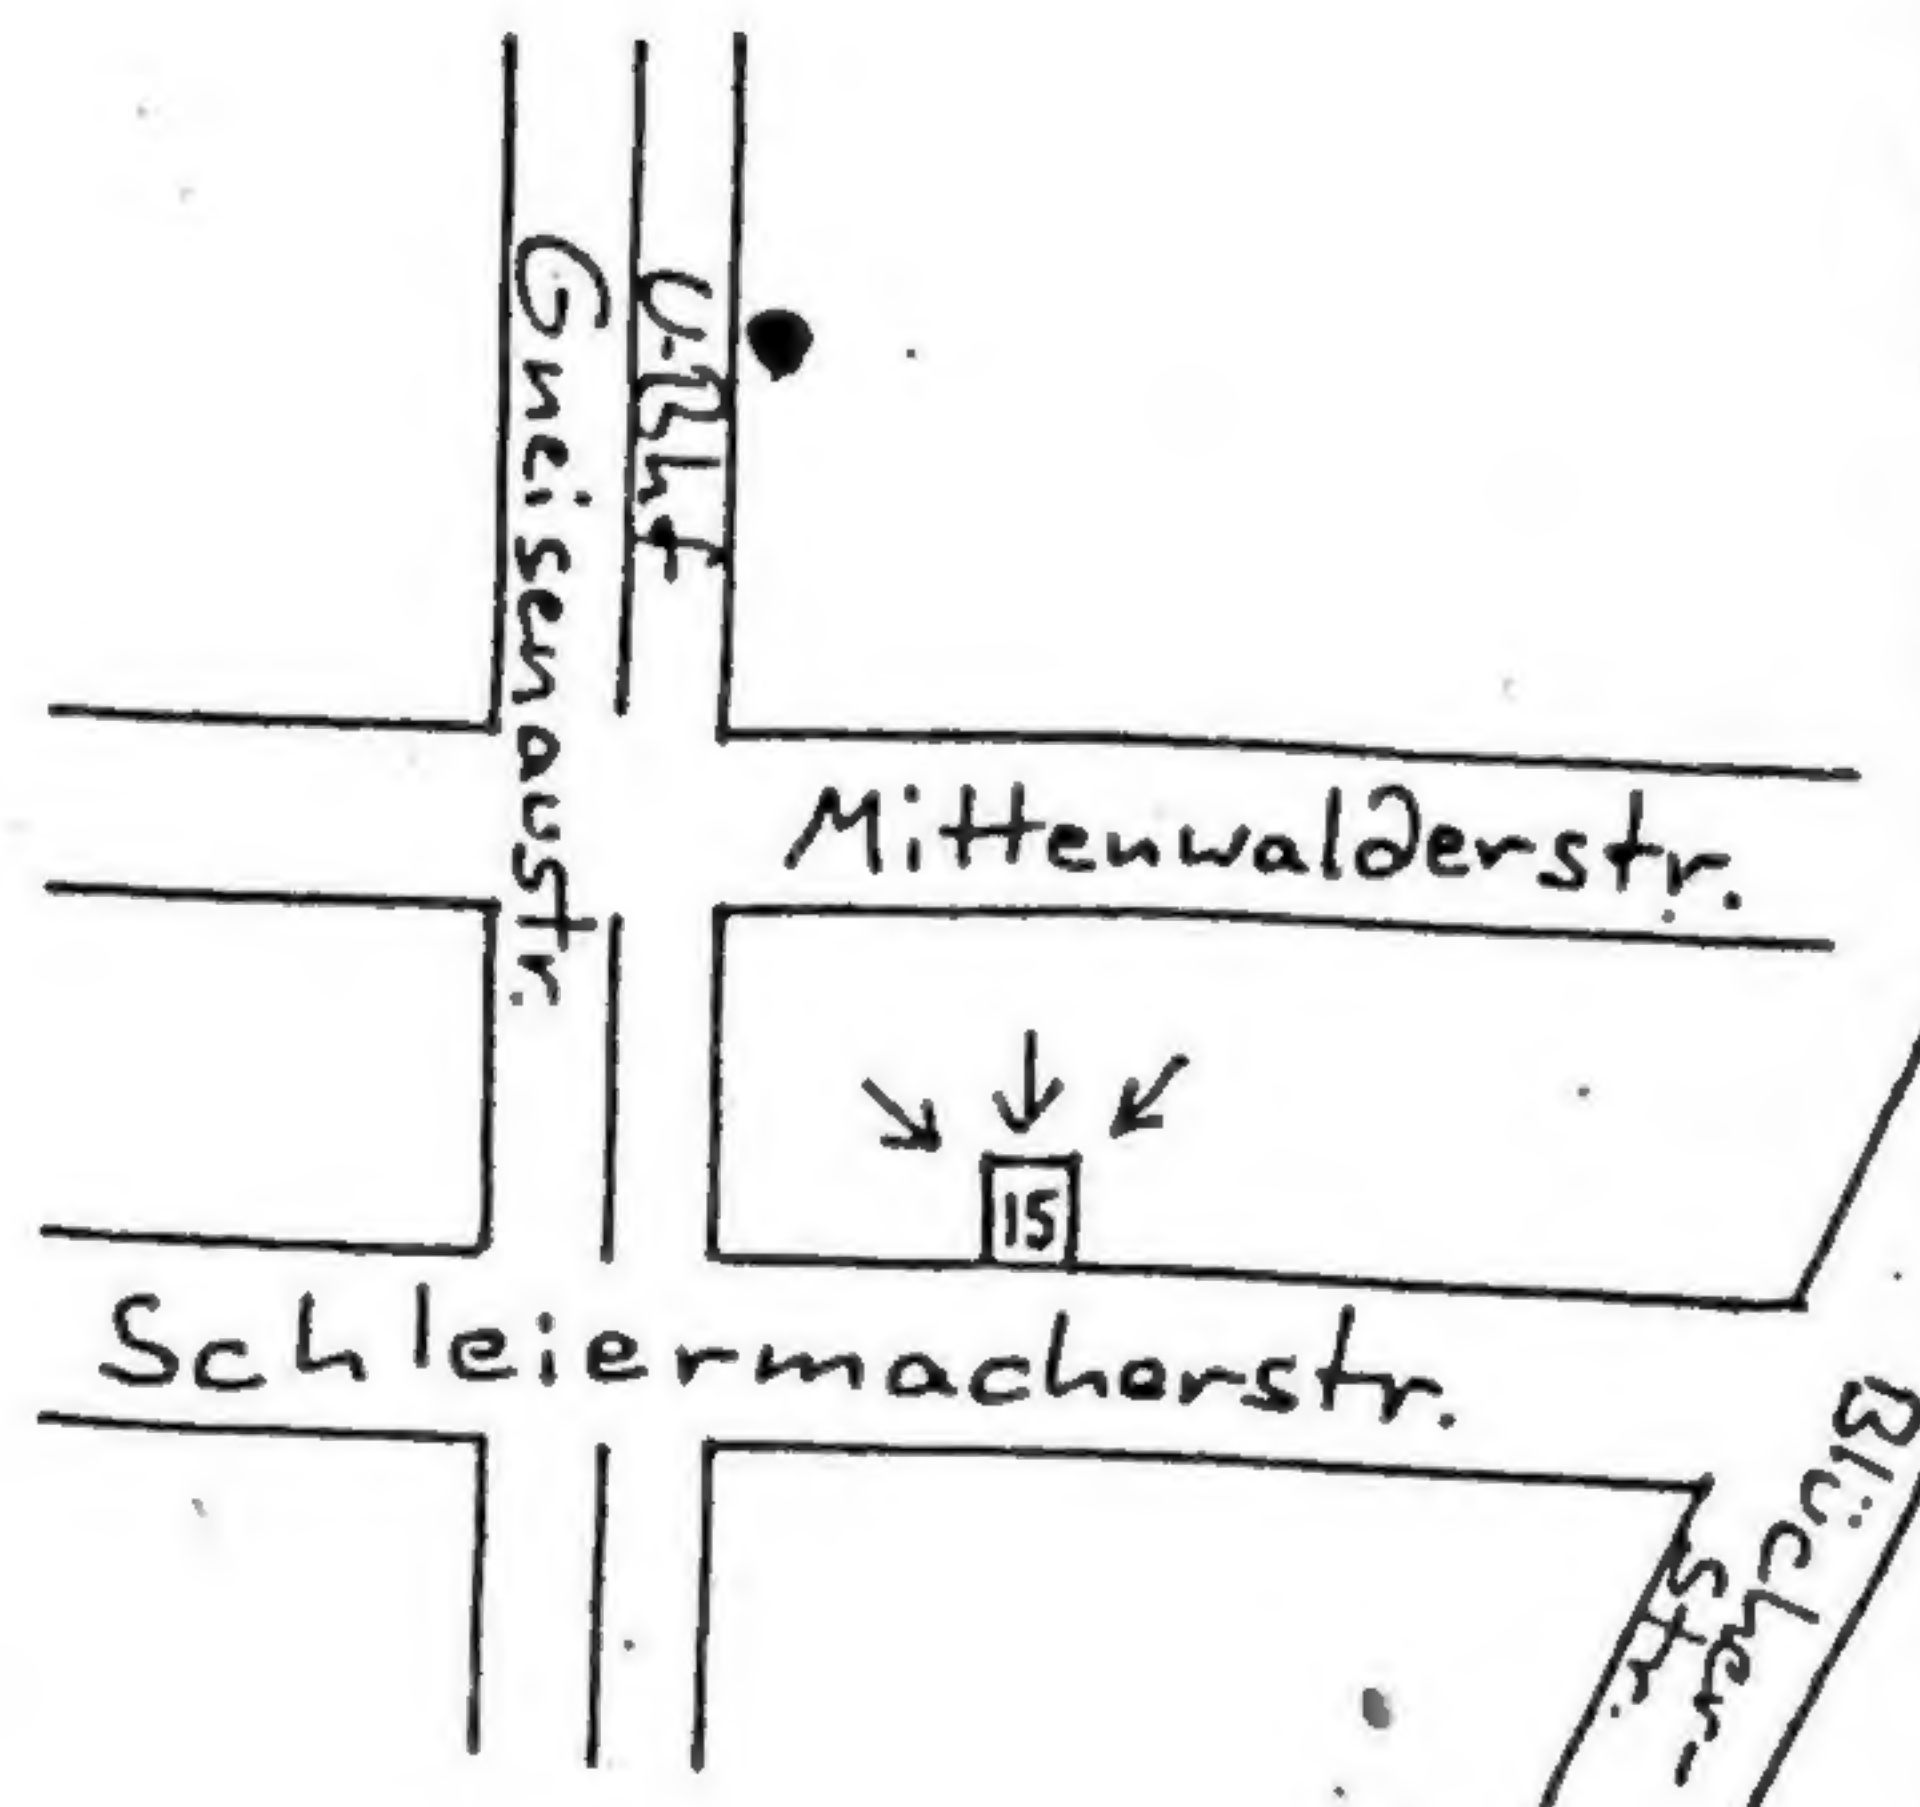 Gneisenaustr.
U-Bhf
Mittenwalderstr.
15
Schleiermacherstr.
Blücher-
str.